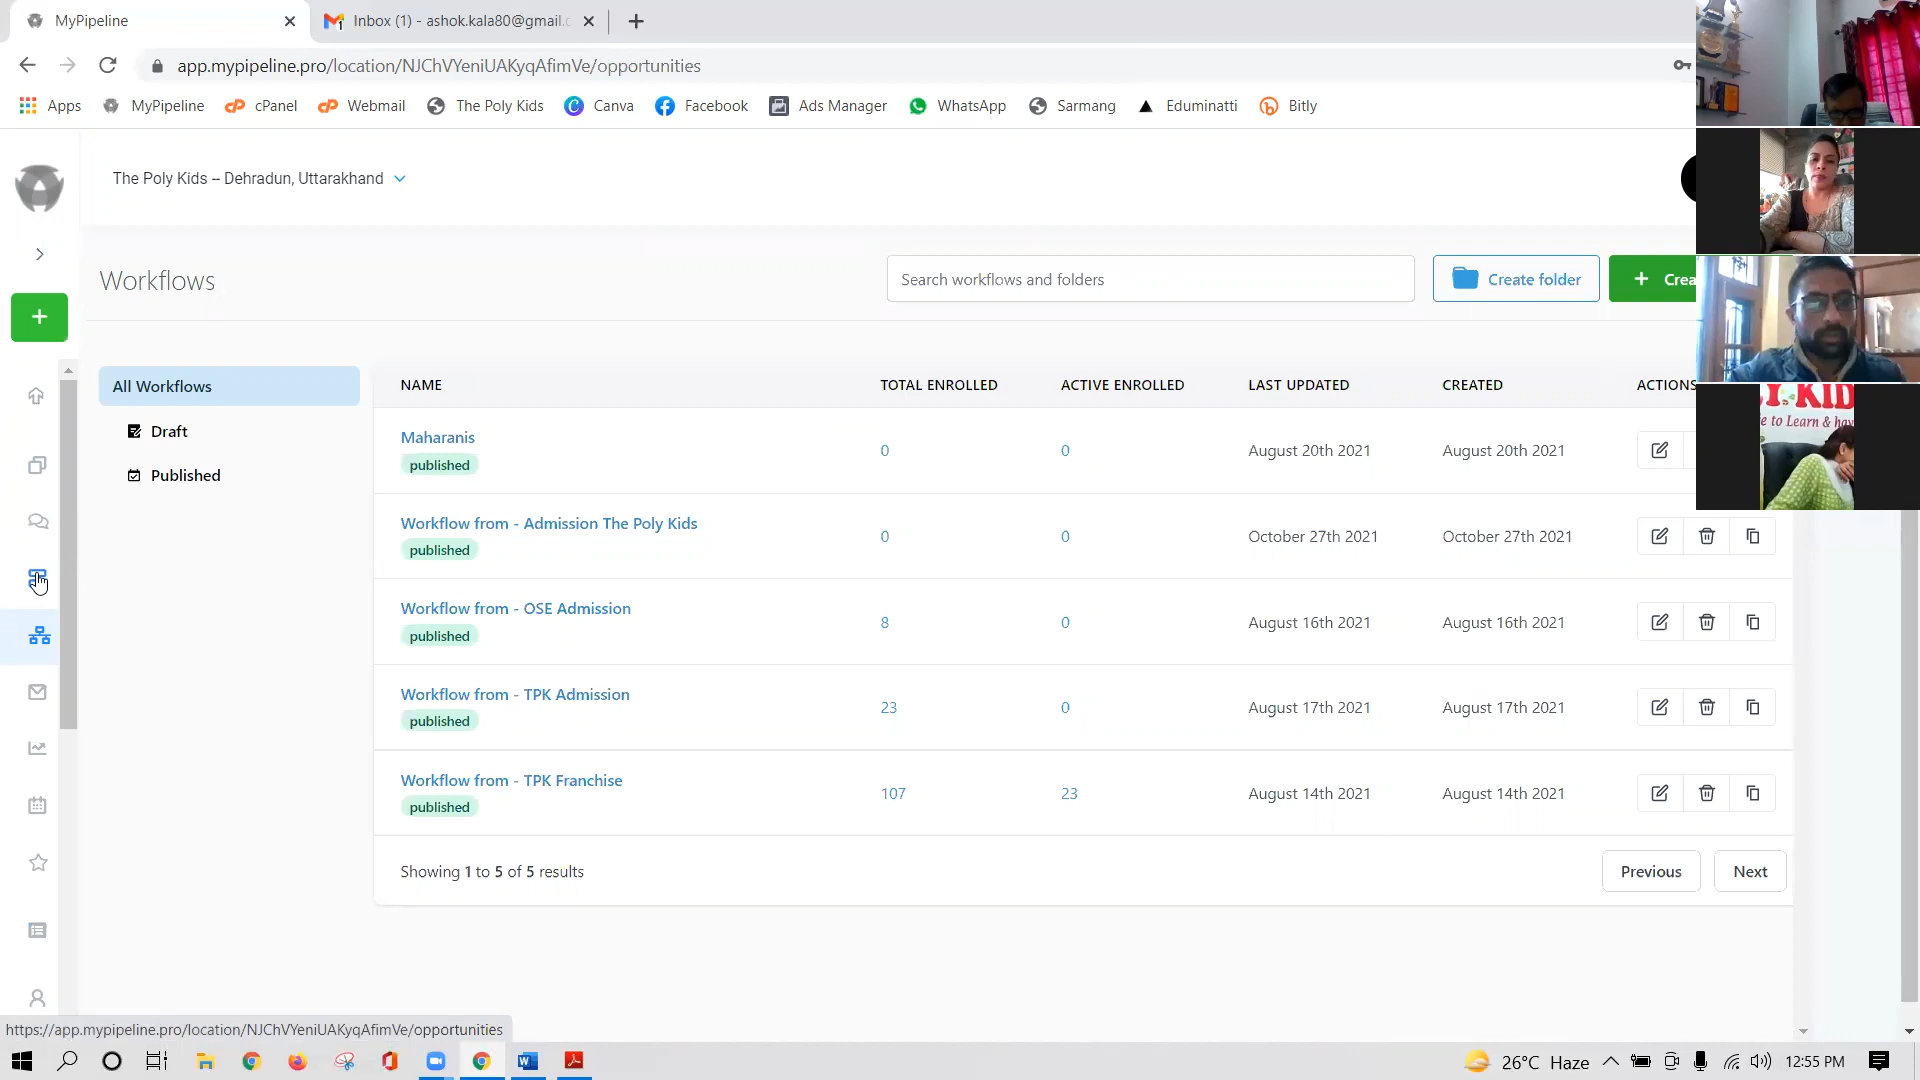 MyPipeline
Inbox (1) - ashok.kala80@gmail.c
app.mypipeline.pro/location/NJChVYeniUAKyqAfimVe/opportunities
Apps
MyPipeline
cPanel
Webmail
The Poly Kids
Canva
Facebook
Ads Manager
WhatsApp
Sarmang
Eduminatti
Bitly
The Poly Kids -- Dehradun, Uttarakhand
Workflows
Search workflows and folders
Create folder
+ Crea
All Workflows
Draft
Published
NAME TOTAL ENROLLED ACTIVE ENROLLED LAST UPDATED CREATED ACTIONS
Maharanis 0 0 August 20th 2021 August 20th 2021
published
Workflow from - Admission The Poly Kids 0 0 October 27th 2021 October 27th 2021
published
Workflow from - OSE Admission 8 0 August 16th 2021 August 16th 2021
published
Workflow from - TPK Admission 23 0 August 17th 2021 August 17th 2021
published
Workflow from - TPK Franchise 107 23 August 14th 2021 August 14th 2021
published
Showing 1 to 5 of 5 results
Previous
Next
Y KID
e to Learn & hav
https://app.mypipeline.pro/location/NJChVYeniUAKyqAfimVe/opportunities
26°C Haze
12:55 PM